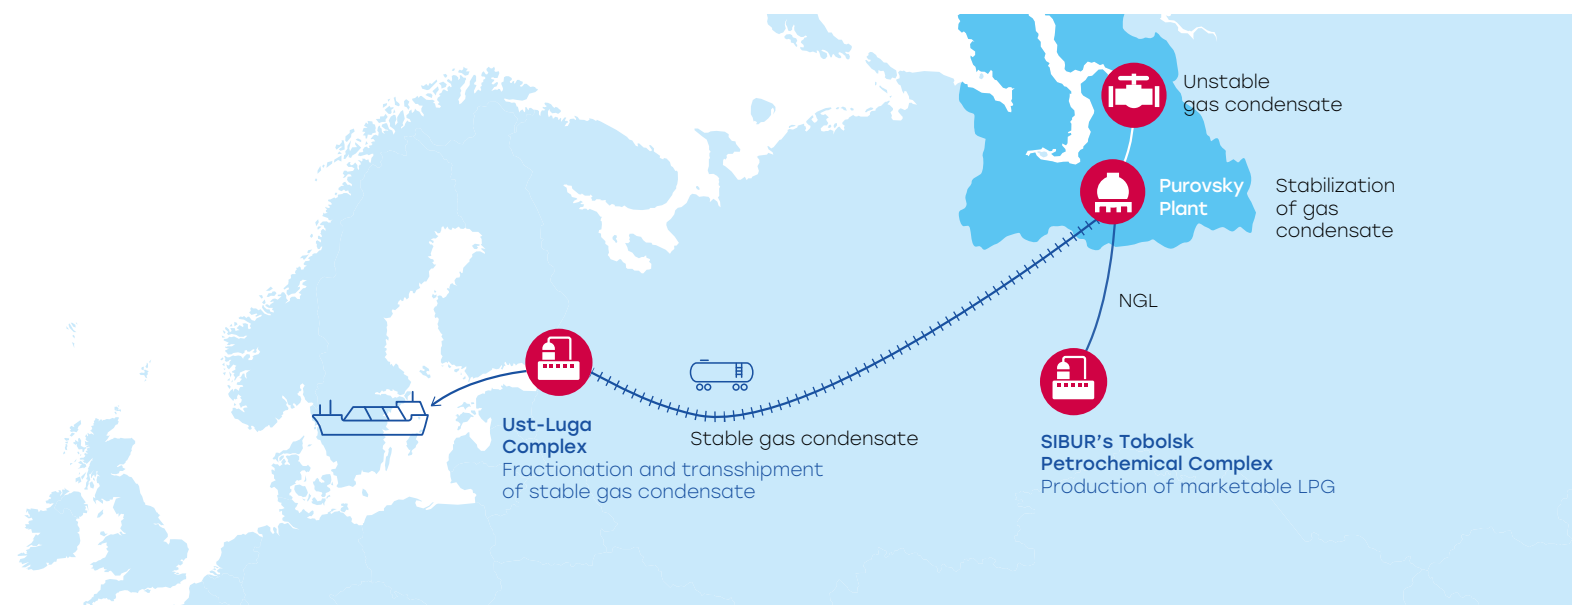 Unstable
gas condensate
Purovsky
Plant
Stabilization
of gas
condensate
NGL
Ust-Luga
Complex
Fractionation and transshipment
of stable gas condensate
Stable gas condensate
SIBUR's Tobolsk
Petrochemical Complex
Production of marketable LPG